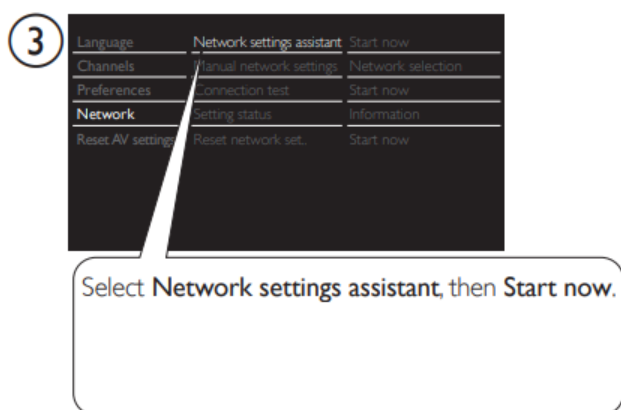 3
Language Network settings assistant Start now
Channels Manual network settings Network selection
Preferences Connection test Start now
Network Setting status Information
Reset AV settings Reset network set.. Start now
Select Network settings assistant, then Start now.